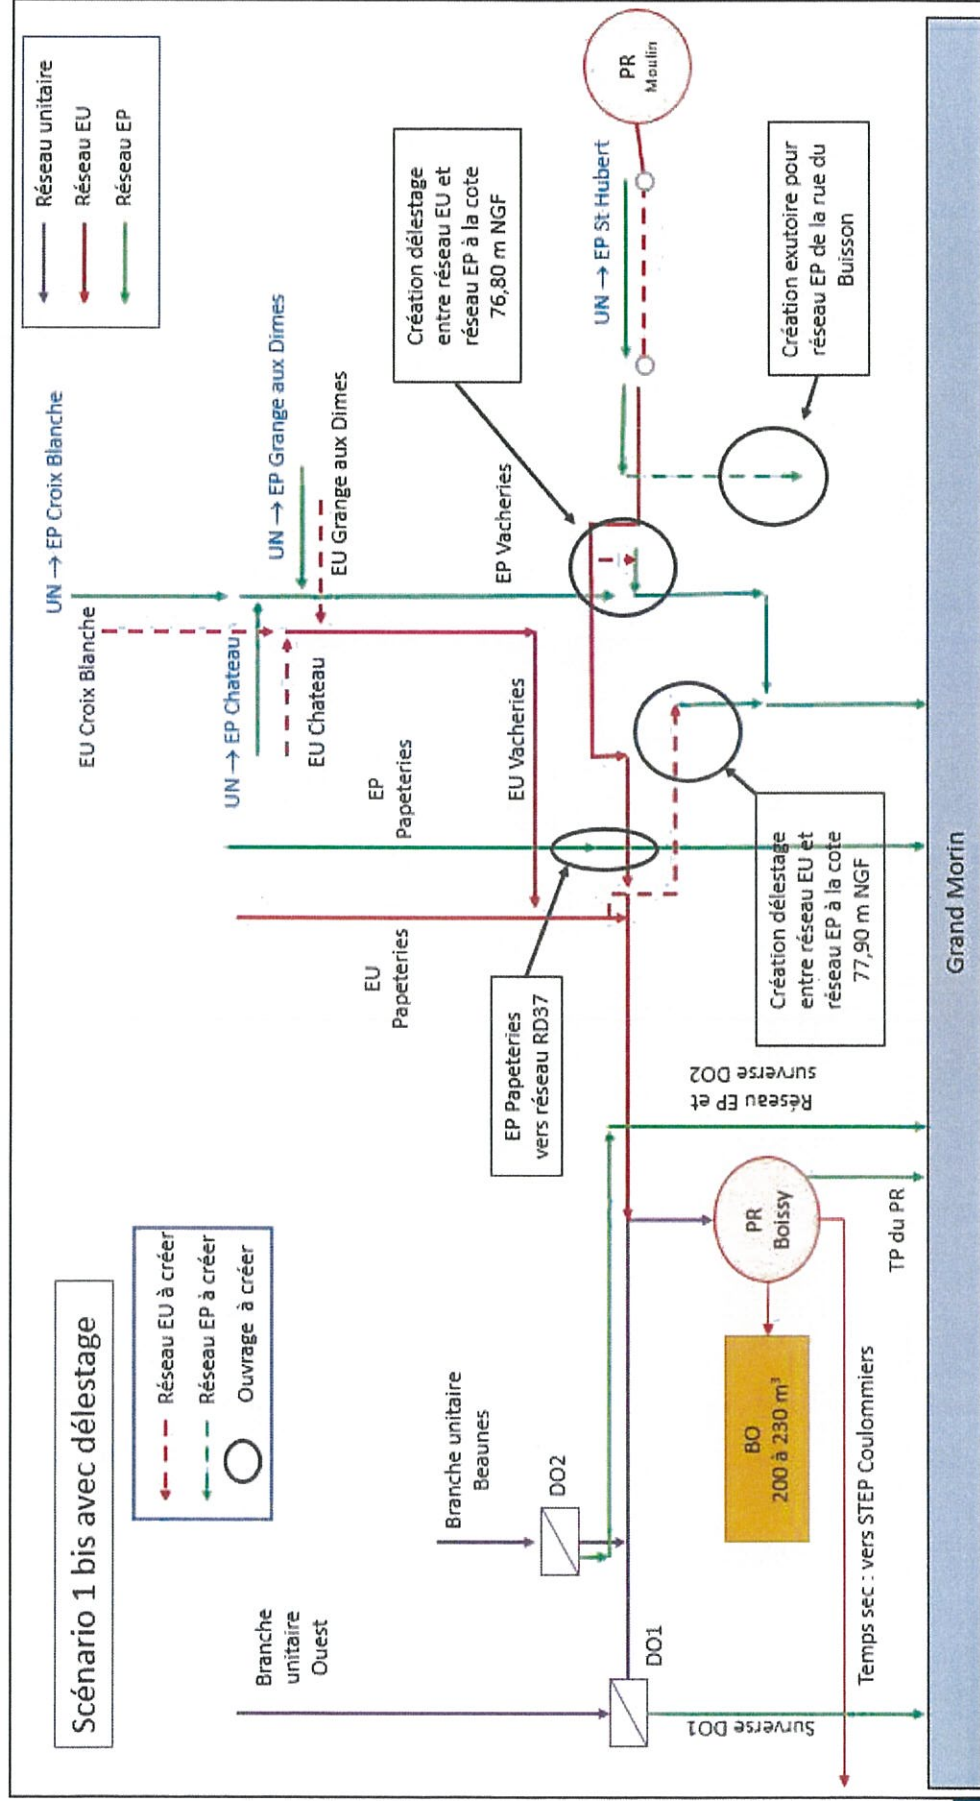 Scénario 1 bis avec délestage
Réseau unitaire
Réseau EU
Réseau EP
Réseau EU à créer
Réseau EP à créer
Ouvrage à créer
UN → EP Croix Blanche
EU Croix Blanche
UN → EP Grange aux Dimes
EU Grange aux Dimes
UN → EP Chateau
EU Chateau
EP
Papeteries
EU
Papeteries
EU Vacheries
EP Vacheries
Création délestage
entre réseau EU et
réseau EP à la cote
76,80 m NGF
UN → EP St Hubert
PR
Moulin
Création exutoire pour
réseau EP de la rue du
Buisson
Branche
unitaire
Ouest
Branche unitaire
Beaunes
DO2
DO1
EP Papeteries
vers réseau RD37
Création délestage
entre réseau EU et
réseau EP à la cote
77,90 m NGF
Réseau EP et
surverse DO2
PR
Boissy
TP du PR
BO
200 à 230 m³
Surverse DO1
Temps sec : vers STEP Coulommiers
Grand Morin